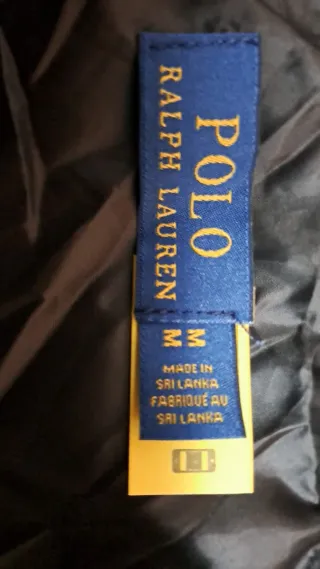 POLO
RALPH LAUREN
M
M
MADE IN
SRI LANKA
FABRIQUÉ AU
SRI LANKA